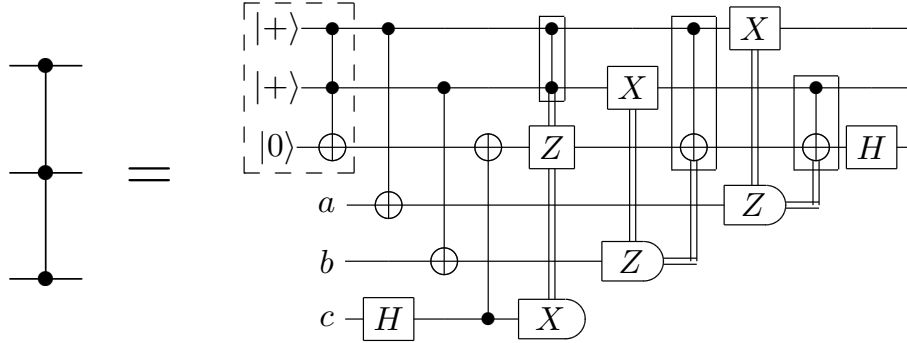 |+⟩ X
|+⟩ X
= |0⟩ Z H
a Z
b Z
c H X